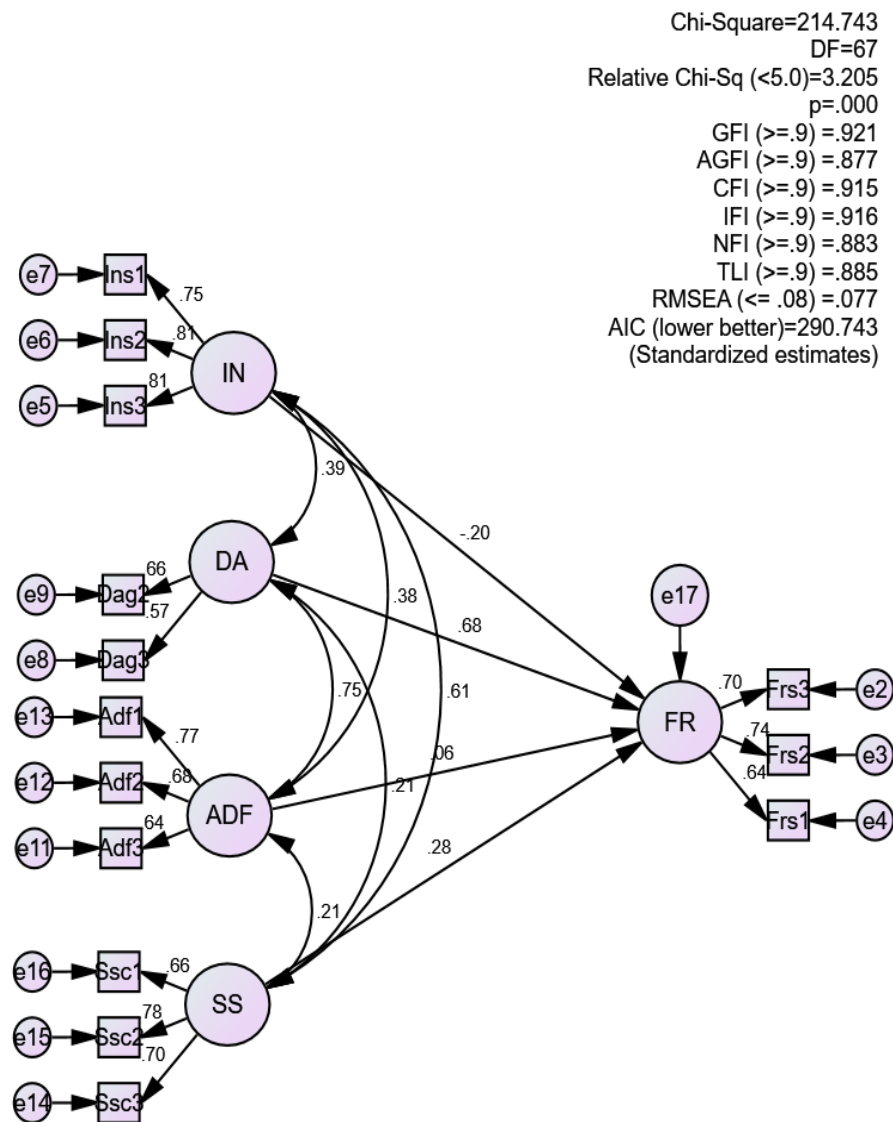 Chi-Square=214.743
DF=67
Relative Chi-Sq (<5.0)=3.205
p=.000
GFI (>=.9) =.921
AGFI (>=.9) =.877
CFI (>=.9) =.915
IFI (>=.9) =.916
NFI (>=.9) =.883
TLI (>=.9) =.885
RMSEA (<= .08) =.077
AIC (lower better)=290.743
(Standardized estimates)
e7
Ins1
.75
e6
Ins2
.81
IN
e5
Ins3
.81
.39
-.20
DA
e9
Dag2
.66
.38
e17
.68
e8
Dag3
.57
.75
.61
.70
Frs3
e2
e13
Adf1
.77
FR
.06
.74
Frs2
e3
e12
Adf2
.68
.21
.64
ADF
Frs1
e4
e11
Adf3
.64
.28
.21
e16
Ssc1
.66
SS
e15
Ssc2
.78
.70
e14
Ssc3